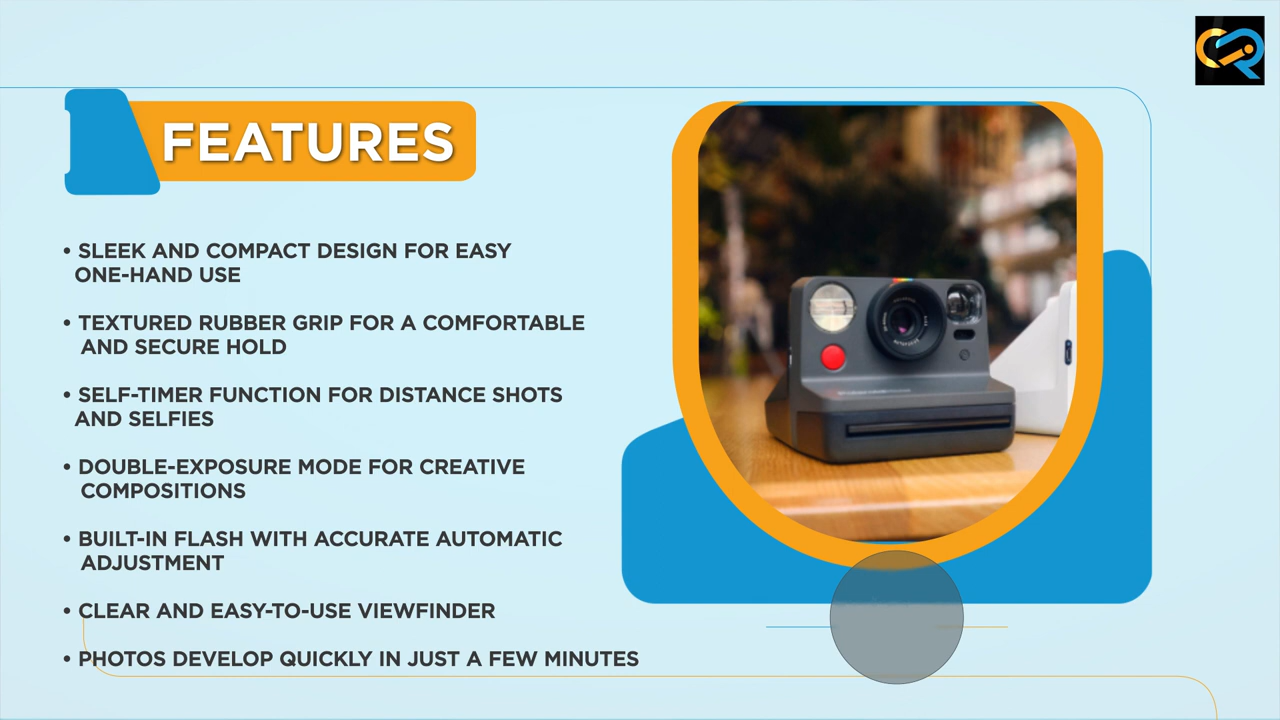 FEATURES
• SLEEK AND COMPACT DESIGN FOR EASY
ONE-HAND USE
• TEXTURED RUBBER GRIP FOR A COMFORTABLE
AND SECURE HOLD
• SELF-TIMER FUNCTION FOR DISTANCE SHOTS
AND SELFIES
• DOUBLE-EXPOSURE MODE FOR CREATIVE
COMPOSITIONS
• BUILT-IN FLASH WITH ACCURATE AUTOMATIC
ADJUSTMENT
• CLEAR AND EASY-TO-USE VIEWFINDER
• PHOTOS DEVELOP QUICKLY IN JUST A FEW MINUTES